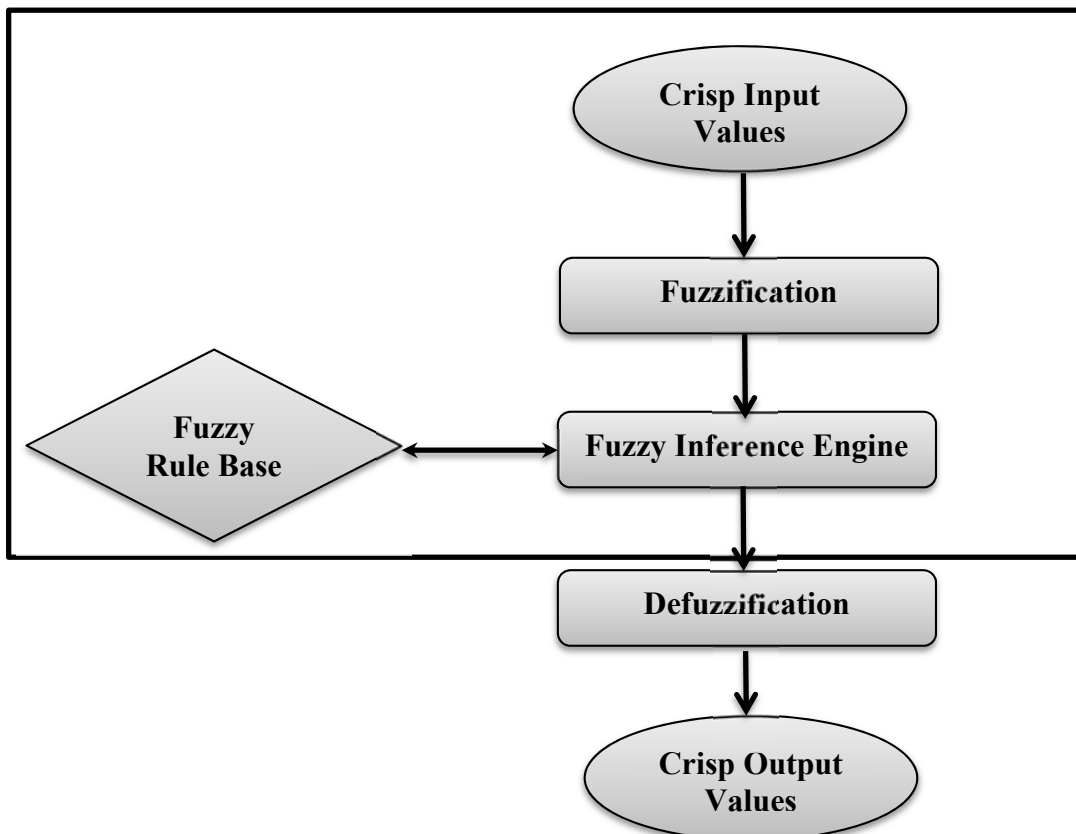 Crisp Input
Values
Fuzzification
Fuzzy
Rule Base
Fuzzy Inference Engine
Defuzzification
Crisp Output
Values